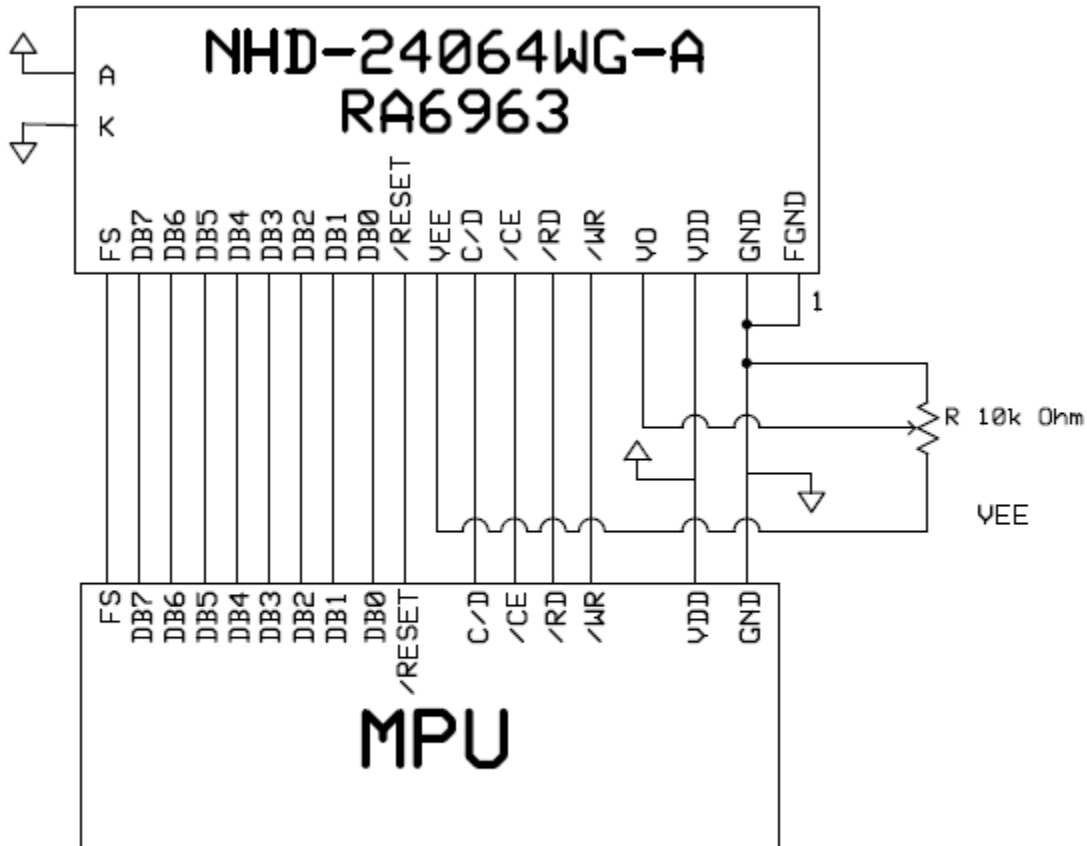 NHD-24064WG-A
RA6963
A
K
FS
DB7
DB6
DB5
DB4
DB3
DB2
DB1
DB0
/RESET
VEE
C/D
/CE
/RD
/WR
VO
VDD
GND
FGND
1
R 10k Ohm
VEE
FS
DB7
DB6
DB5
DB4
DB3
DB2
DB1
DB0
/RESET
C/D
/CE
/RD
/WR
VDD
GND
MPU